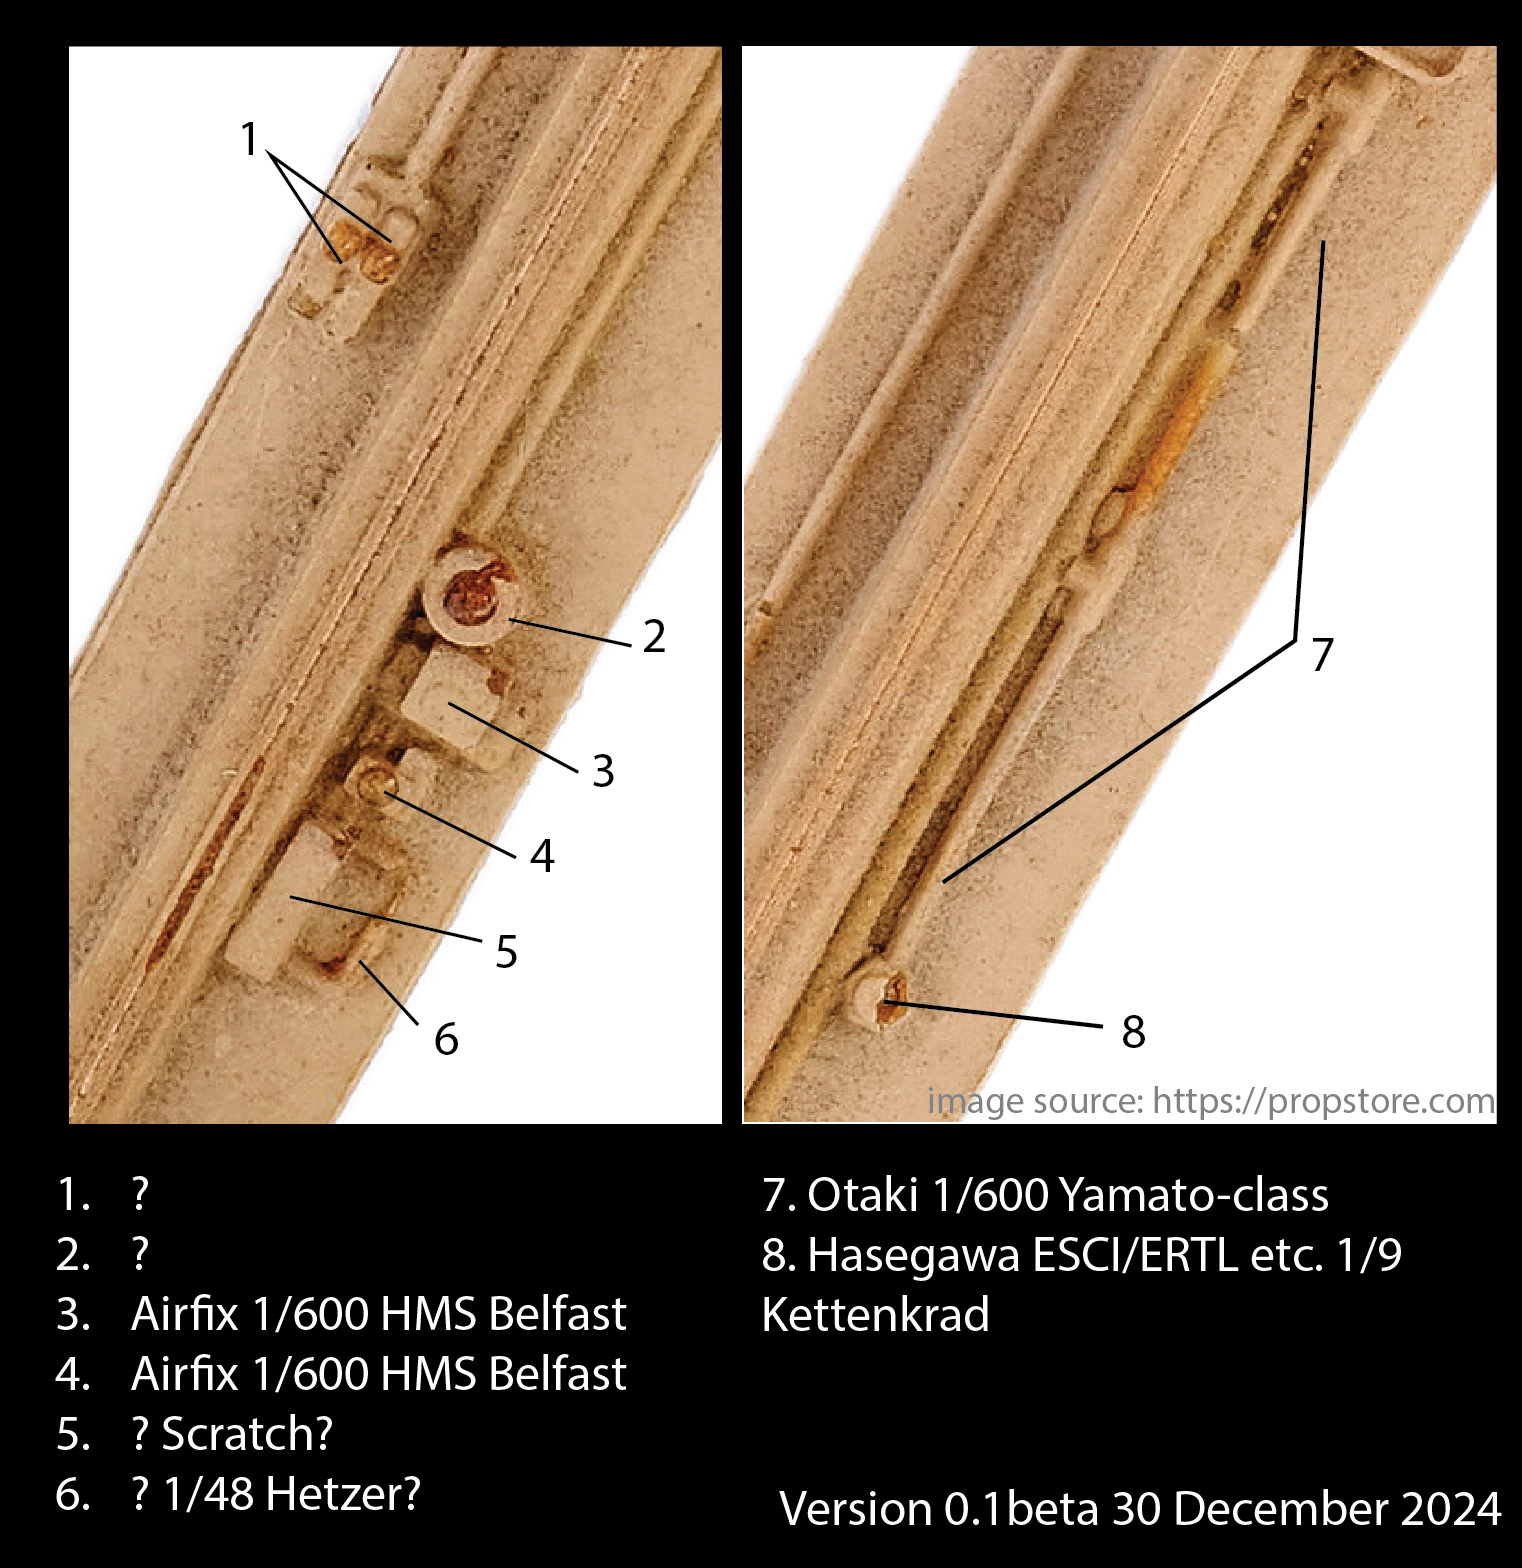 1
2
3
4
5
6
7
8
image source: https://propstore.com
1. ?
2. ?
3. Airfix 1/600 HMS Belfast
4. Airfix 1/600 HMS Belfast
5. ? Scratch?
6. ? 1/48 Hetzer?
7. Otaki 1/600 Yamato-class
8. Hasegawa ESCI/ERTL etc. 1/9
Kettenkrad
Version 0.1beta 30 December 2024